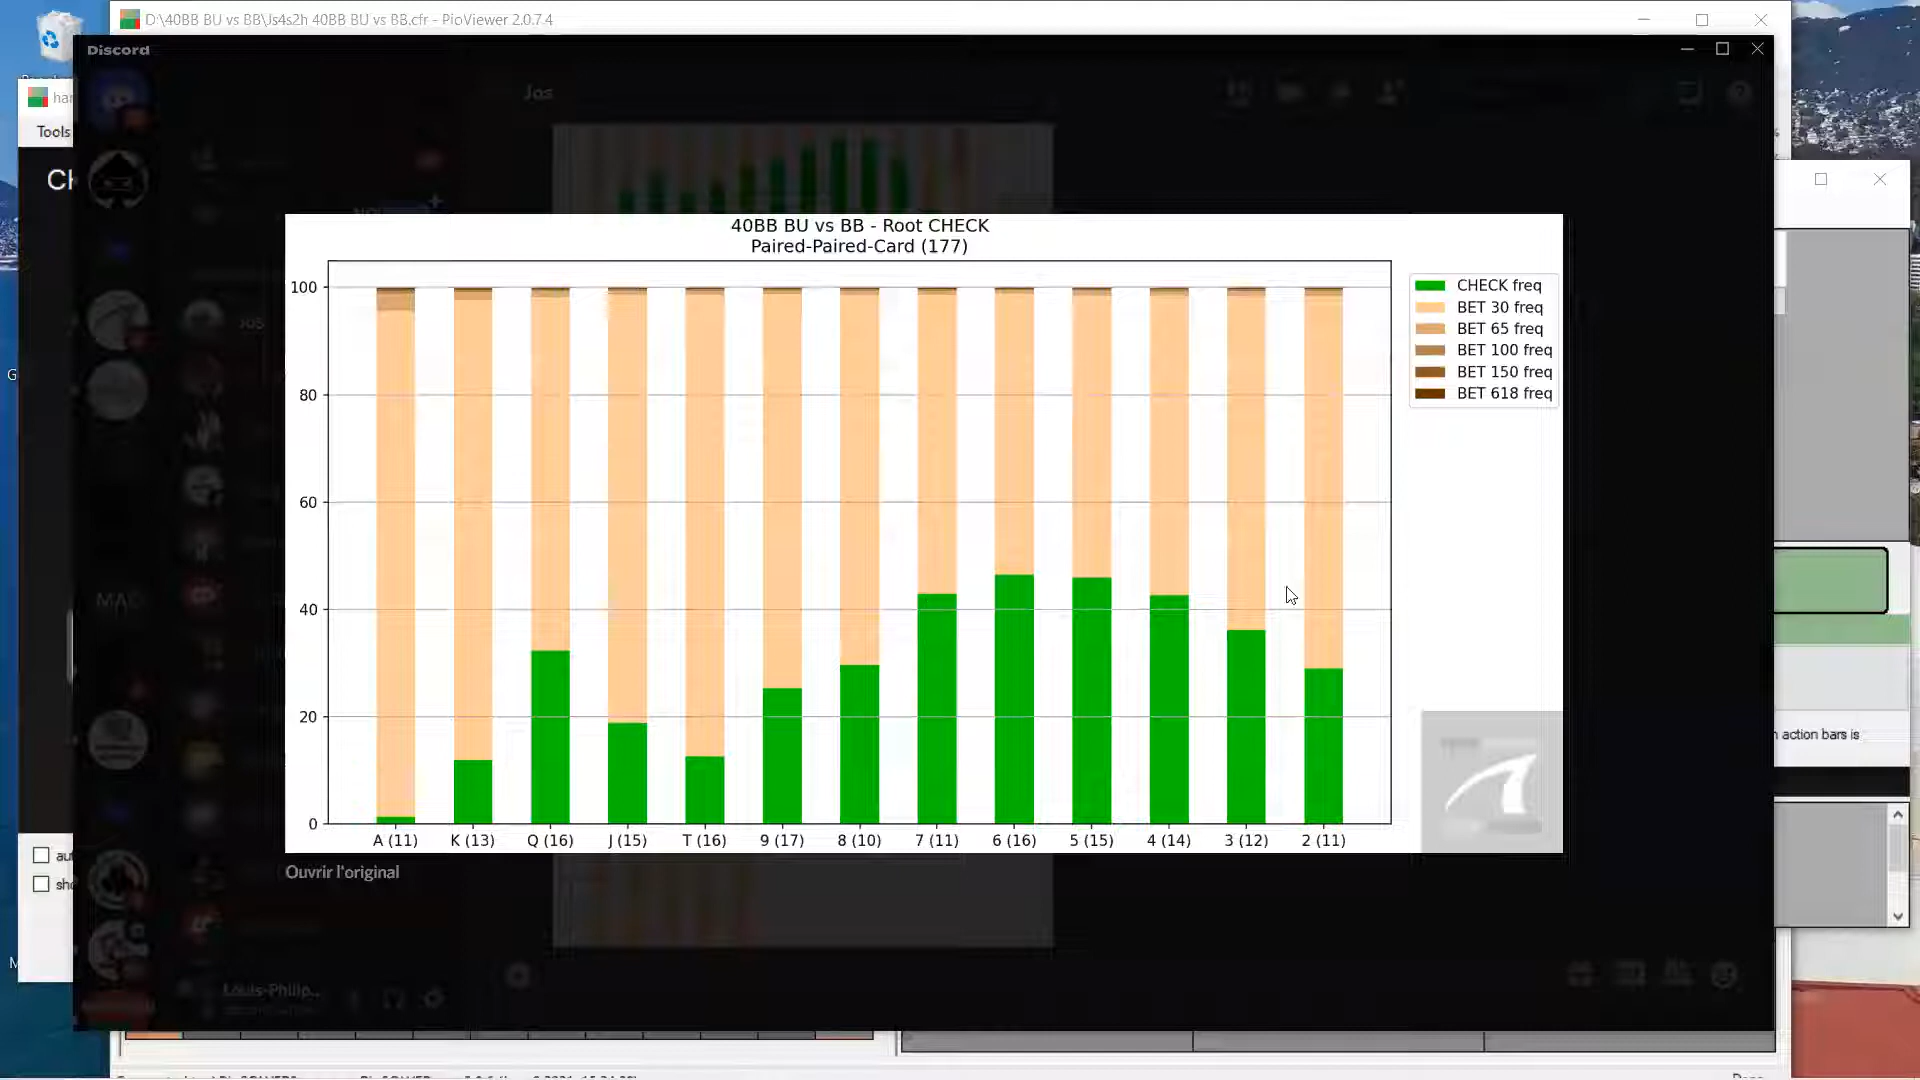 D:\40BB BU vs BB\Js4s2h 40BB BU vs BB.cfr - PioViewer 2.0.7.4
Discord
Tools
Jos
40BB BU vs BB - Root CHECK
Paired-Paired-Card (177)
100
80
60
40
20
0
A (11)
K (13)
Q (16)
J (15)
T (16)
9 (17)
8 (10)
7 (11)
6 (16)
5 (15)
4 (14)
3 (12)
2 (11)
CHECK freq
BET 30 freq
BET 65 freq
BET 100 freq
BET 150 freq
BET 618 freq
action bars is
Ouvrir l'original
Louis-Philip...